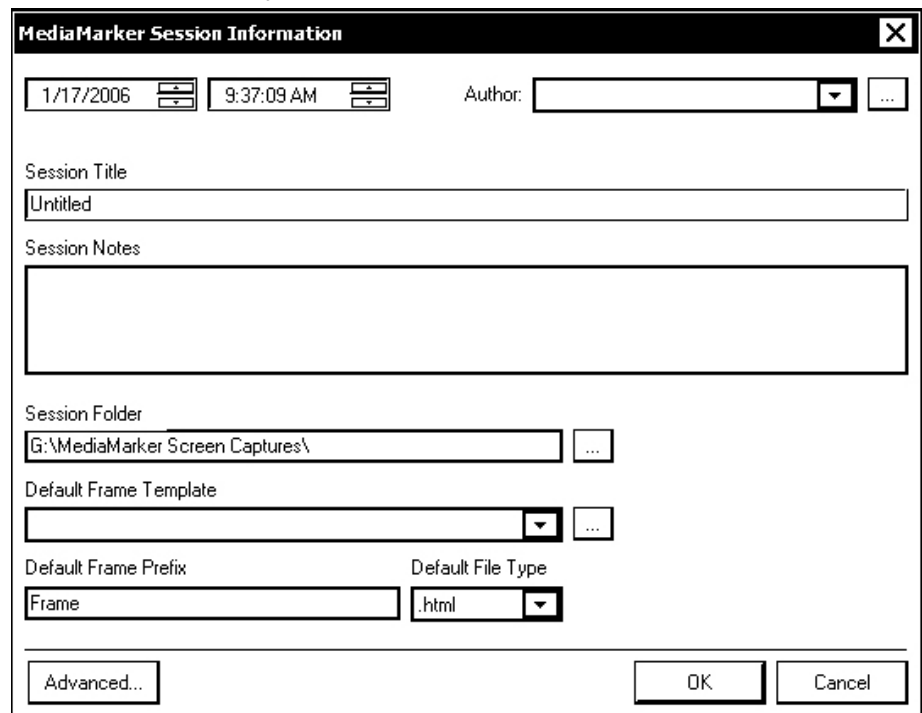 MediaMarker Session Information
1/17/2006 9:37:09 AM Author: ...
Session Title
Untitled
Session Notes
Session Folder
G:\MediaMarker Screen Captures\ ...
Default Frame Template
...
Default Frame Prefix Default File Type
Frame .html
Advanced... OK Cancel